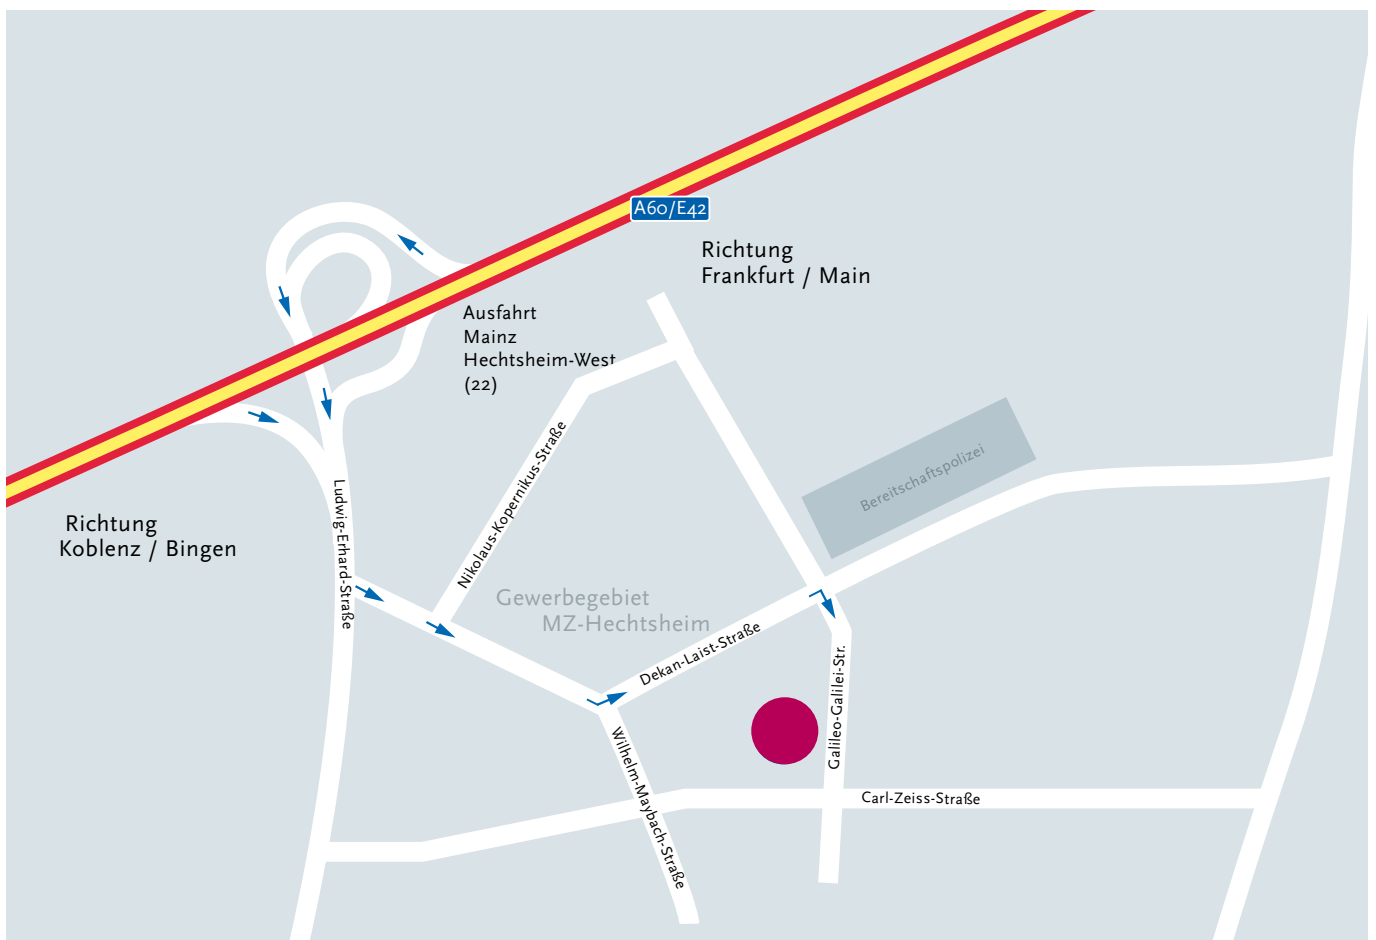 A60/E42
Richtung
Frankfurt / Main
Ausfahrt
Mainz
Hechtsheim-West
(22)
Bereitschaftspolizei
Nikolaus-Kopernikus-Straße
Ludwig-Erhard-Straße
Richtung
Koblenz / Bingen
Gewerbegebiet
MZ-Hechtsheim
Dekan-Laist-Straße
Galileo-Galilei-Str.
Wilhelm-Maybach-Straße
Carl-Zeiss-Straße